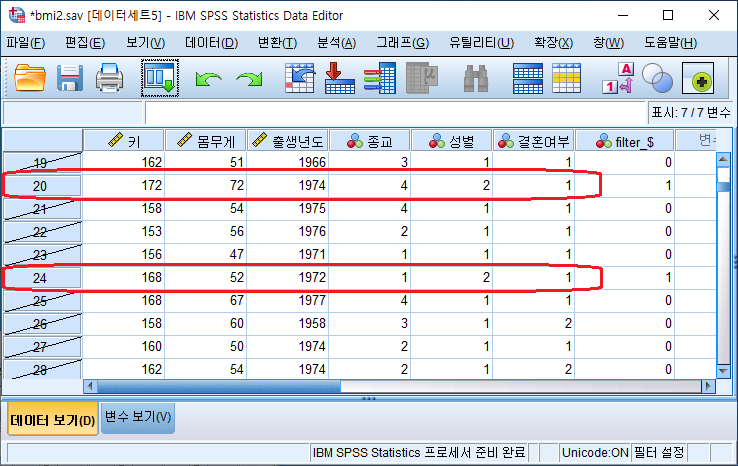 *bmi2.sav [데이터세트5] - IBM SPSS Statistics Data Editor
파일(F) 편집(E) 보기(V) 데이터(D) 변환(T) 분석(A) 그래프(G) 유틸리티(U) 확장(X) 창(W) 도움말(H)
표시: 7 / 7 변수
키 몸무게 출생년도 종교 성별 결혼여부 filter_$ 변수
19 162 51 1966 3 1 1 0
20 172 72 1974 4 2 1 1
21 158 54 1975 4 1 1 0
22 153 56 1976 2 1 1 0
23 156 47 1971 1 1 1 0
24 168 52 1972 1 2 1 1
25 168 67 1977 4 1 1 0
26 158 60 1958 3 1 2 0
27 160 50 1974 2 1 1 0
28 162 54 1974 2 1 2 0
데이터 보기(D) 변수 보기(V)
IBM SPSS Statistics 프로세서 준비 완료 Unicode:ON 필터 설정